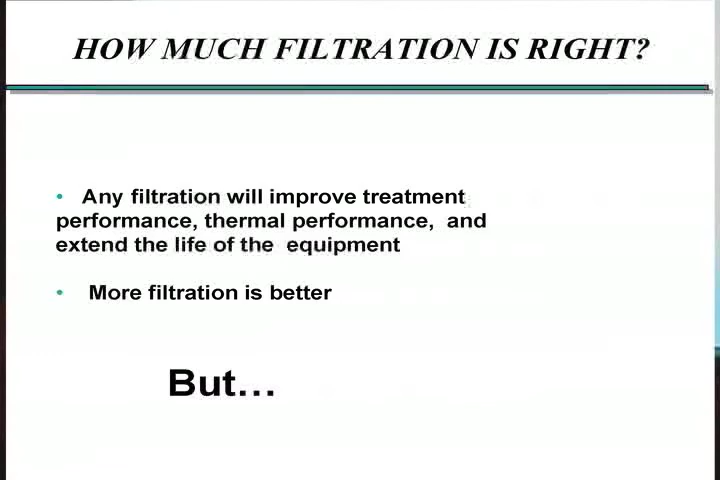 HOW MUCH FILTRATION IS RIGHT?
• Any filtration will improve treatment
performance, thermal performance, and
extend the life of the equipment
• More filtration is better
But...